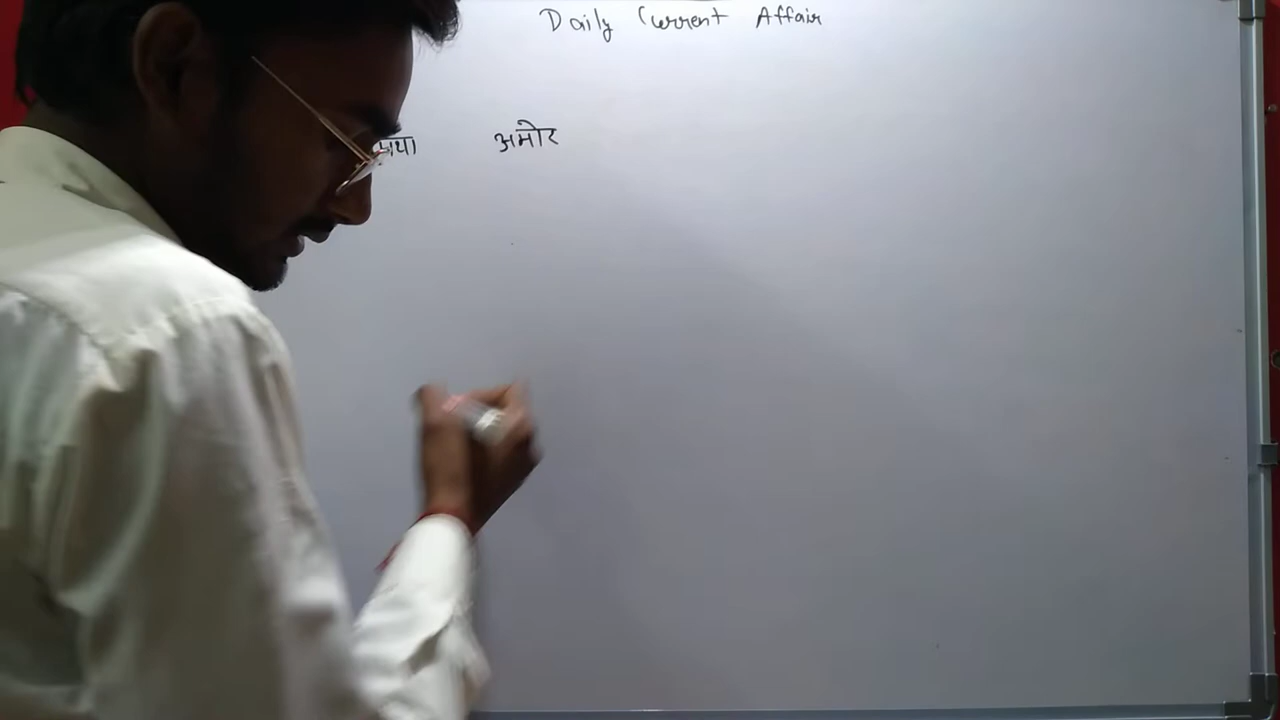 Daily Current Affair
अमोर